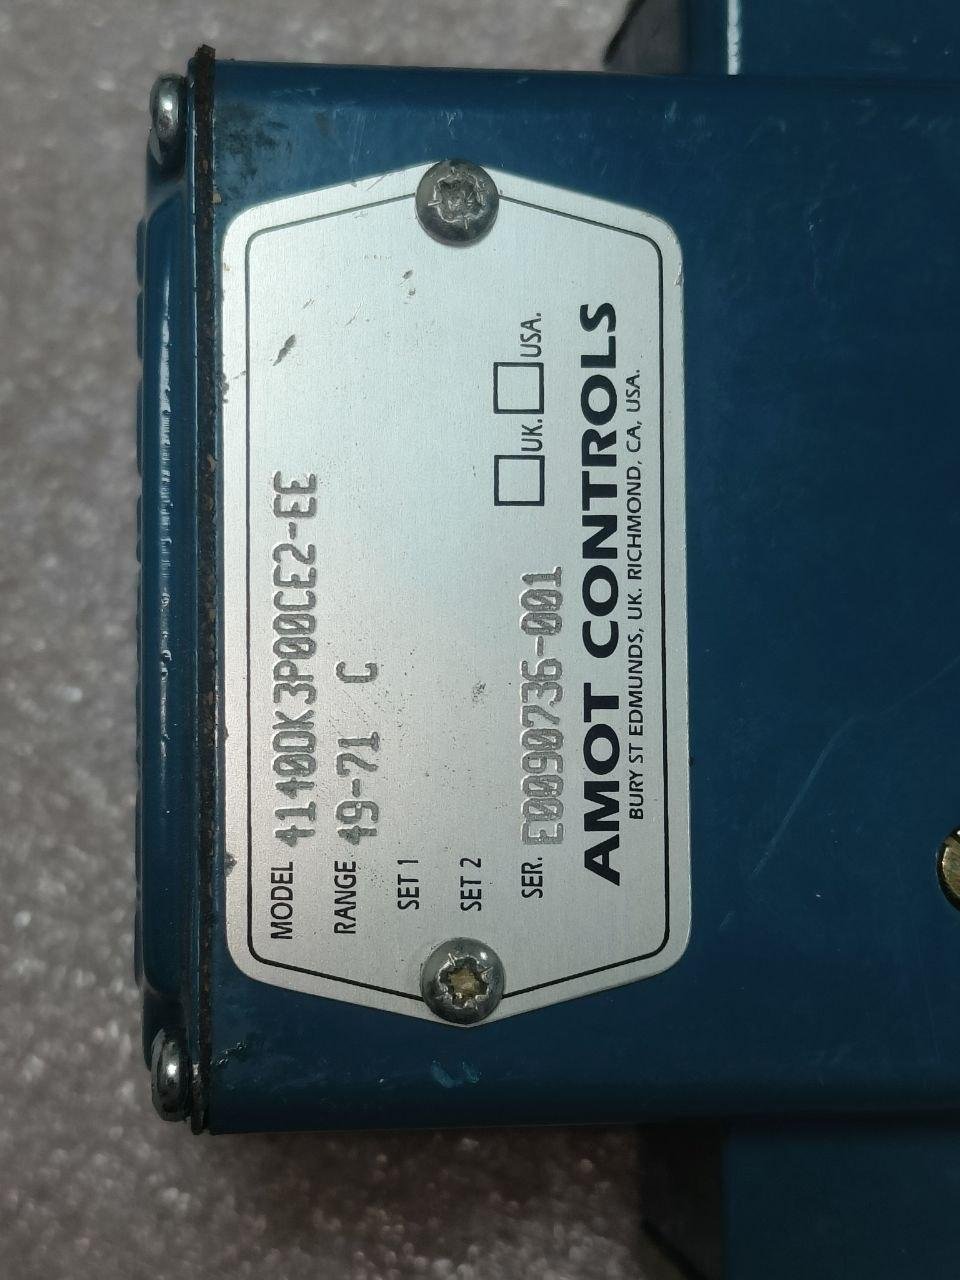 MODEL 4140DK3P00CE2-EE
RANGE 49-71 C
SET 1
SET 2
SER. E0090736-001 UK. USA.
AMOT CONTROLS
BURY ST EDMUNDS, UK. RICHMOND, CA, USA.